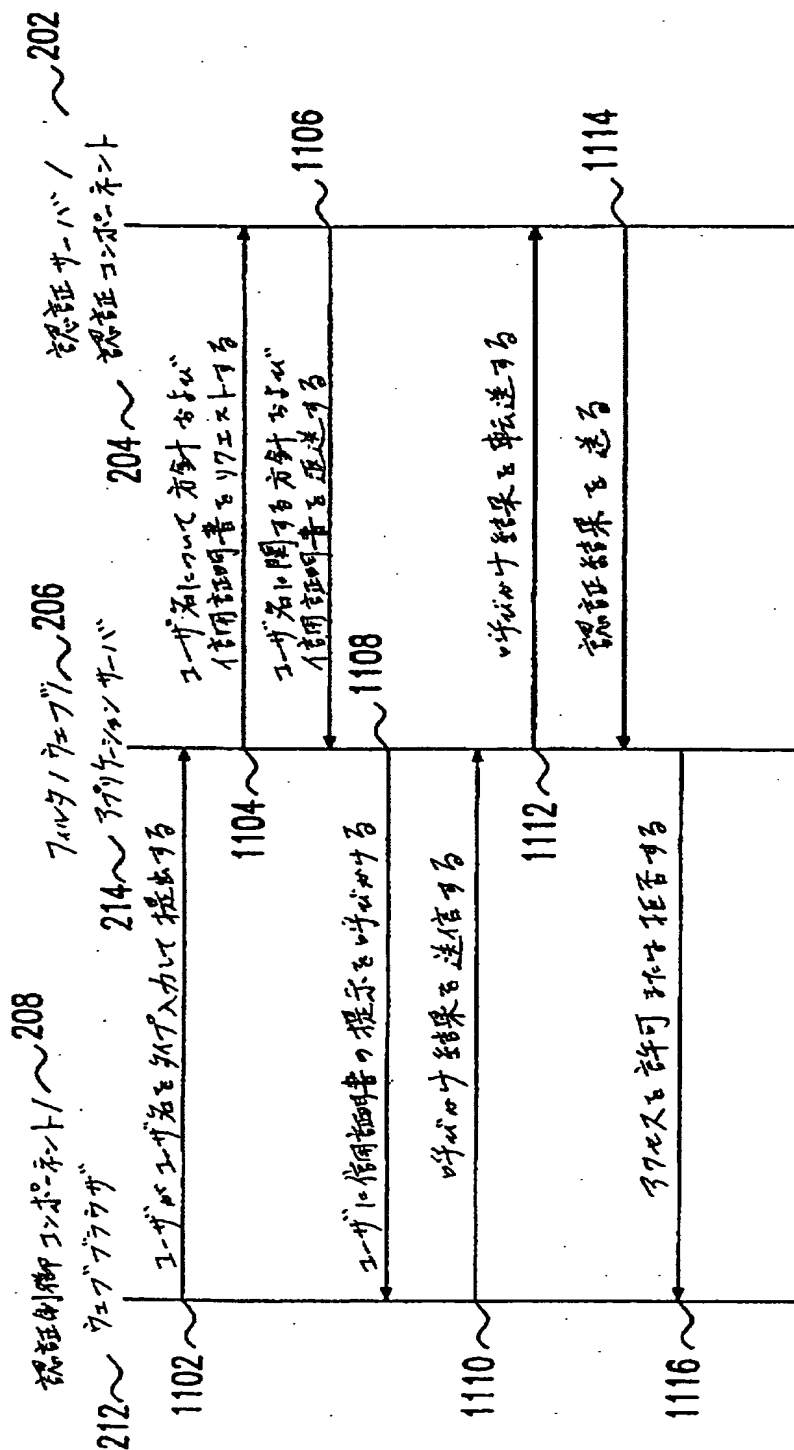 認証制御コンポーネント/ 208
212 ウェブブラウザ
フィルタ/ウェブ/ 206
214 アプリケーションサーバ
認証サーバ/ 202
204 認証コンポーネント
1102
ユーザがユーザ名をタイプ入力して提出する
1104
ユーザ名について方針および
信用証明書をリクエストする
1106
ユーザ名に関する方針および
信用証明書を返送する
1108
ユーザに信用証明書の提示を呼びかける
1110
呼びかけ結果を送信する
1112
呼びかけ結果を転送する
1114
認証結果を送る
1116
アクセスを許可または拒否する